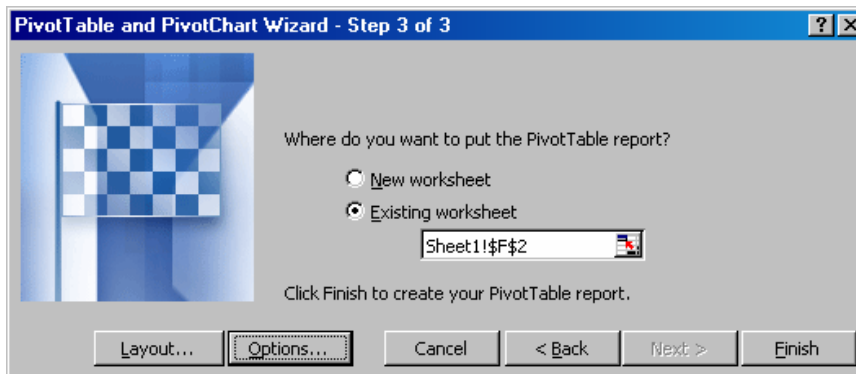 PivotTable and PivotChart Wizard - Step 3 of 3
Where do you want to put the PivotTable report?
New worksheet
Existing worksheet
Sheet1!$F$2
Click Finish to create your PivotTable report.
Layout... Options... Cancel < Back Next > Finish